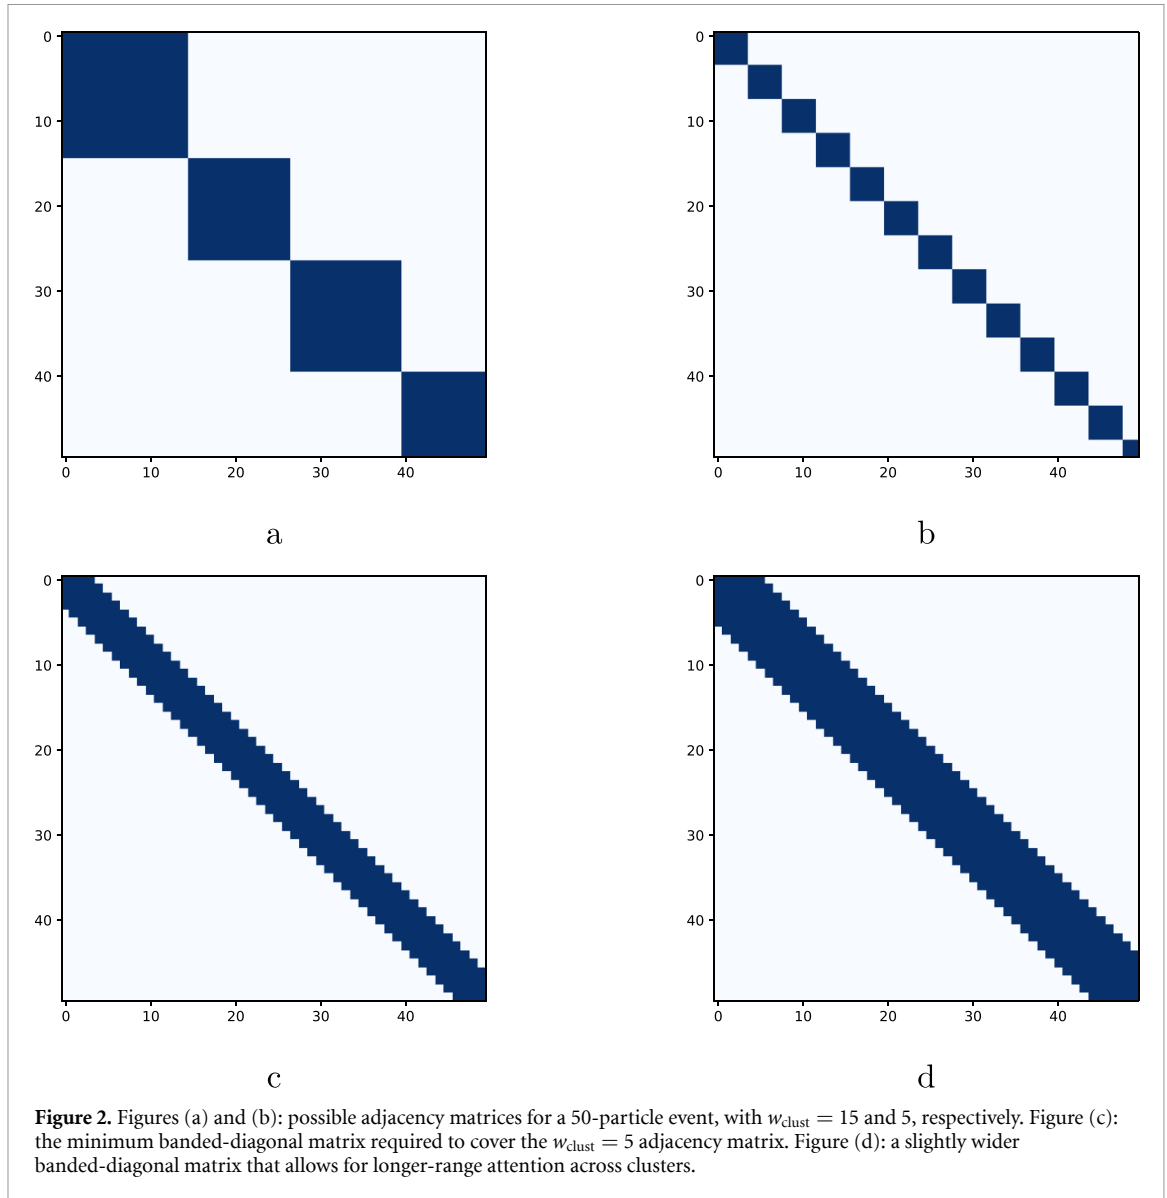 0
10
20
30
40
0 10 20 30 40
a
0
10
20
30
40
0 10 20 30 40
b
0
10
20
30
40
0 10 20 30 40
c
0
10
20
30
40
0 10 20 30 40
d
Figure 2. Figures (a) and (b): possible adjacency matrices for a 50-particle event, with w_clust = 15 and 5, respectively. Figure (c):
the minimum banded-diagonal matrix required to cover the w_clust = 5 adjacency matrix. Figure (d): a slightly wider
banded-diagonal matrix that allows for longer-range attention across clusters.